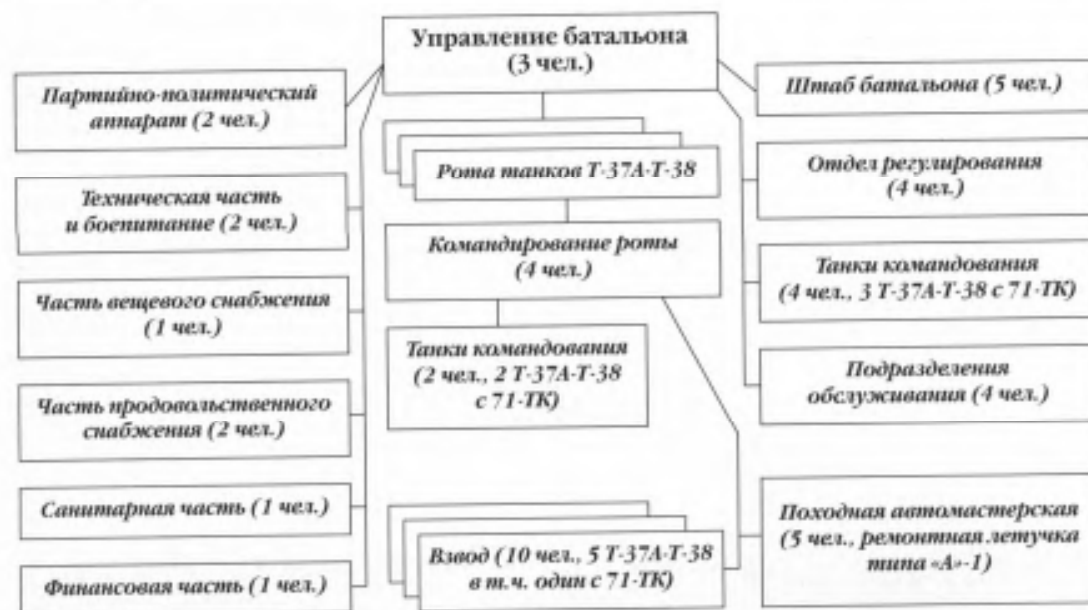 Управление батальона
(3 чел.)
Партийно-политический
аппарат (2 чел.)
Техническая часть
и боепитание (2 чел.)
Часть вещевого снабжения
(1 чел.)
Часть продовольственного
снабжения (2 чел.)
Санитарная часть (1 чел.)
Финансовая часть (1 чел.)
Рота танков Т-37А-Т-38
Командирование роты
(4 чел.)
Танки командования
(2 чел., 2 Т-37А-Т-38
с 71-ТК)
Взвод (10 чел., 5 Т-37А-Т-38
в т.ч. один с 71-ТК)
Штаб батальона (5 чел.)
Отдел регулирования
(4 чел.)
Танки командования
(4 чел., 3 Т-37А-Т-38 с 71-ТК)
Подразделения
обслуживания (4 чел.)
Походная автомастерская
(5 чел., ремонтная летучка
типа «А»-1)